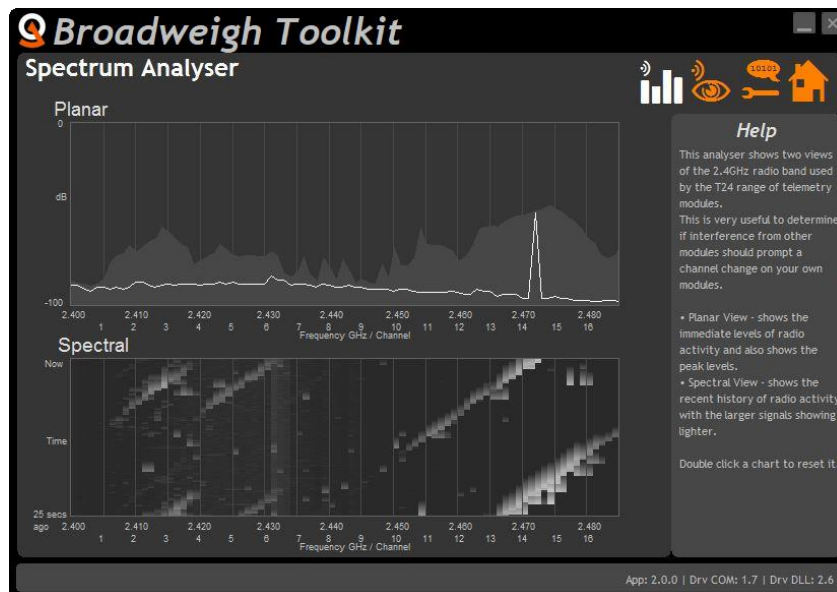 Broadweigh Toolkit
Spectrum Analyser
10101
Planar
0
dB
-100
2.400 2.410 2.420 2.430 2.440 2.450 2.460 2.470 2.480
1 2 3 4 5 6 7 8 9 10 11 12 13 14 15 16
Frequency GHz / Channel
Spectral
Now
Time
25 secs
ago
2.400 2.410 2.420 2.430 2.440 2.450 2.460 2.470 2.480
1 2 3 4 5 6 7 8 9 10 11 12 13 14 15 16
Frequency GHz / Channel
Help
This analyser shows two views
of the 2.4GHz radio band used
by the T24 range of telemetry
modules.
This is very useful to determine
if interference from other
modules should prompt a
channel change on your own
modules.
• Planar View - shows the
immediate levels of radio
activity and also shows the
peak levels.
• Spectral View - shows the
recent history of radio activity
with the larger signals showing
lighter.
Double click a chart to reset it
App: 2.0.0 | Drv COM: 1.7 | Drv DLL: 2.6